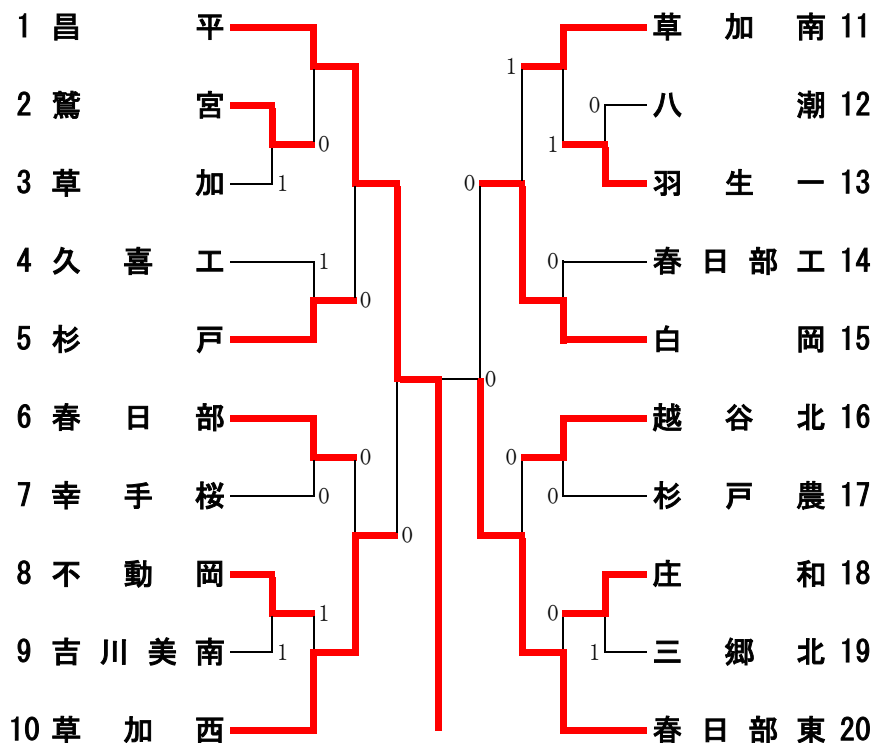 1 昌 平
0
2 鷲 宮
3 草 加
1
4 久 喜 工
1
0
5 杉 戸
6 春 日 部
0
7 幸 手 桜
0
0
8 不 動 岡
1
9 吉 川 美 南
1
10 草 加 西
草 加 南 11
1
0
八 潮 12
1
羽 生 一 13
0
0
春 日 部 工 14
白 岡 15
0
越 谷 北 16
0
杉 戸 農 17
0
庄 和 18
0
三 郷 北 19
1
春 日 部 東 20